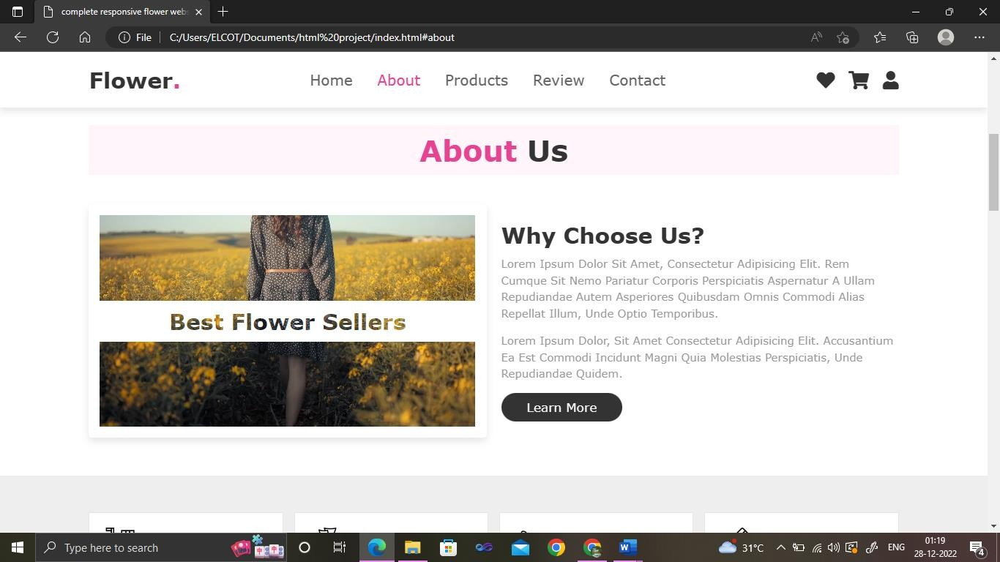 complete responsive flower webs
File C:/Users/ELCOT/Documents/html%20project/index.html#about
Flower. Home About Products Review Contact
About Us
Best Flower Sellers
Why Choose Us?
Lorem Ipsum Dolor Sit Amet, Consectetur Adipisicing Elit. Rem
Cumque Sit Nemo Pariatur Corporis Perspiciatis Aspernatur A Ullam
Repudiandae Autem Asperiores Quibusdam Omnis Commodi Alias
Repellat Illum, Unde Optio Temporibus.
Lorem Ipsum Dolor, Sit Amet Consectetur Adipisicing Elit. Accusantium
Ea Est Commodi Incidunt Magni Quia Molestias Perspiciatis, Unde
Repudiandae Quidem.
Learn More
Type here to search
31°C ENG 01:19
28-12-2022
4